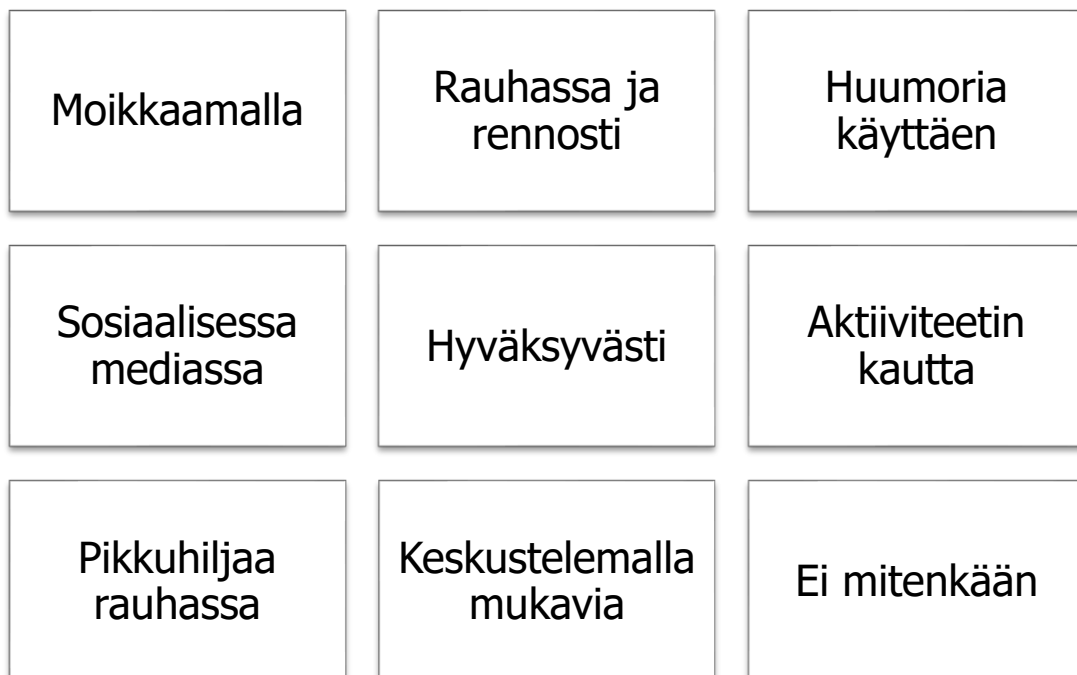 Moikkaamalla
Rauhassa ja
rennosti
Huumoria
käyttäen
Sosiaalisessa
mediassa
Hyväksyvästi
Aktiiviteetin
kautta
Pikkuhiljaa
rauhassa
Keskustelemalla
mukavia
Ei mitenkään